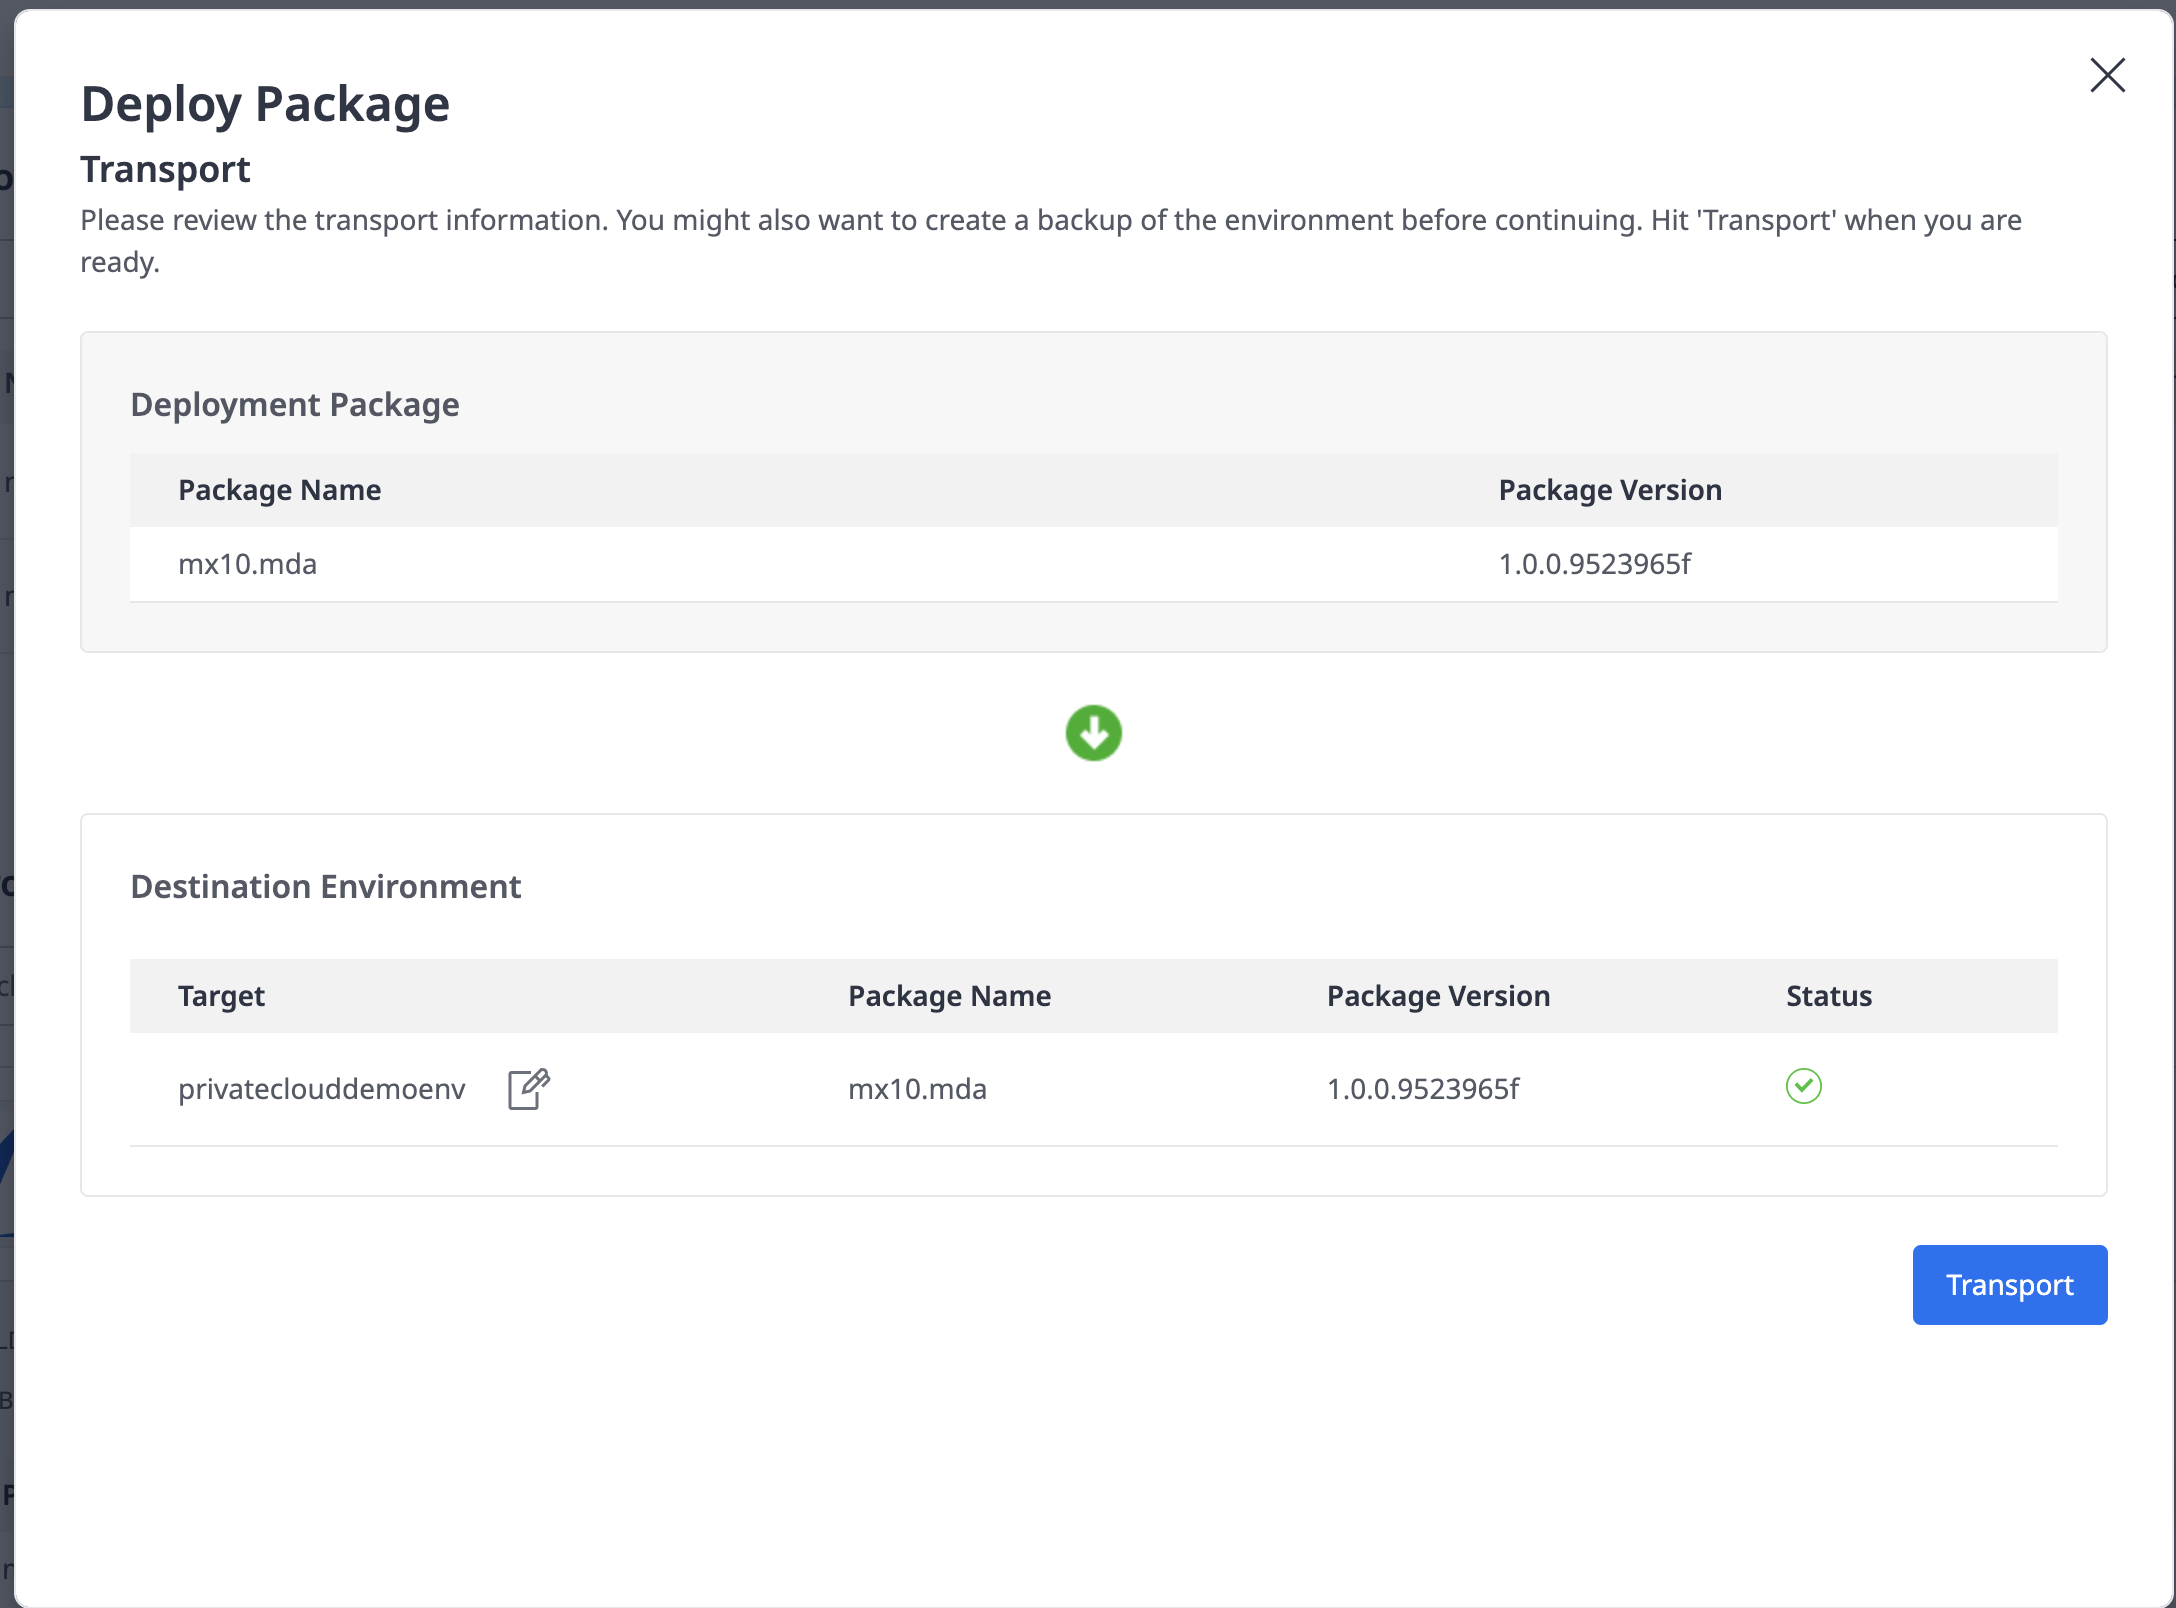 Deploy Package
Transport
Please review the transport information. You might also want to create a backup of the environment before continuing. Hit 'Transport' when you are
ready.
Deployment Package
Package Name Package Version
mx10.mda 1.0.0.9523965f
Destination Environment
Target Package Name Package Version Status
privateclouddemoenv mx10.mda 1.0.0.9523965f
Transport